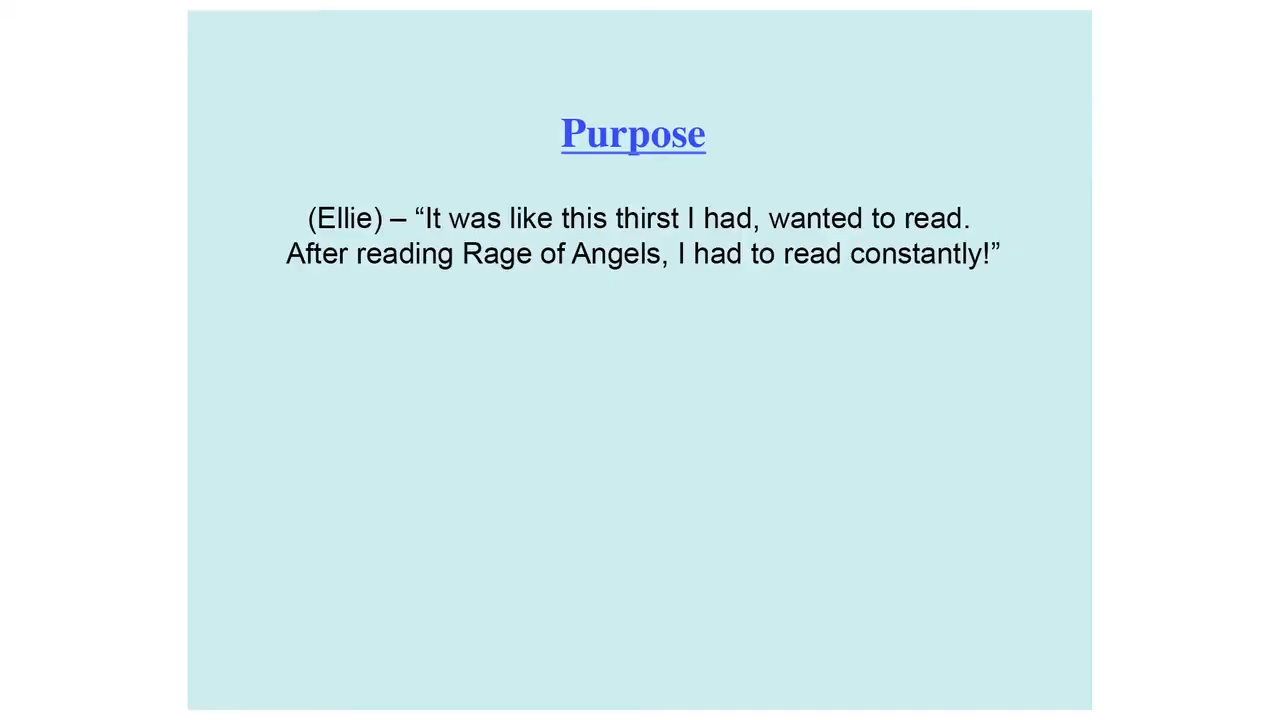 Purpose
(Ellie) – “It was like this thirst I had, wanted to read.
After reading Rage of Angels, I had to read constantly!”